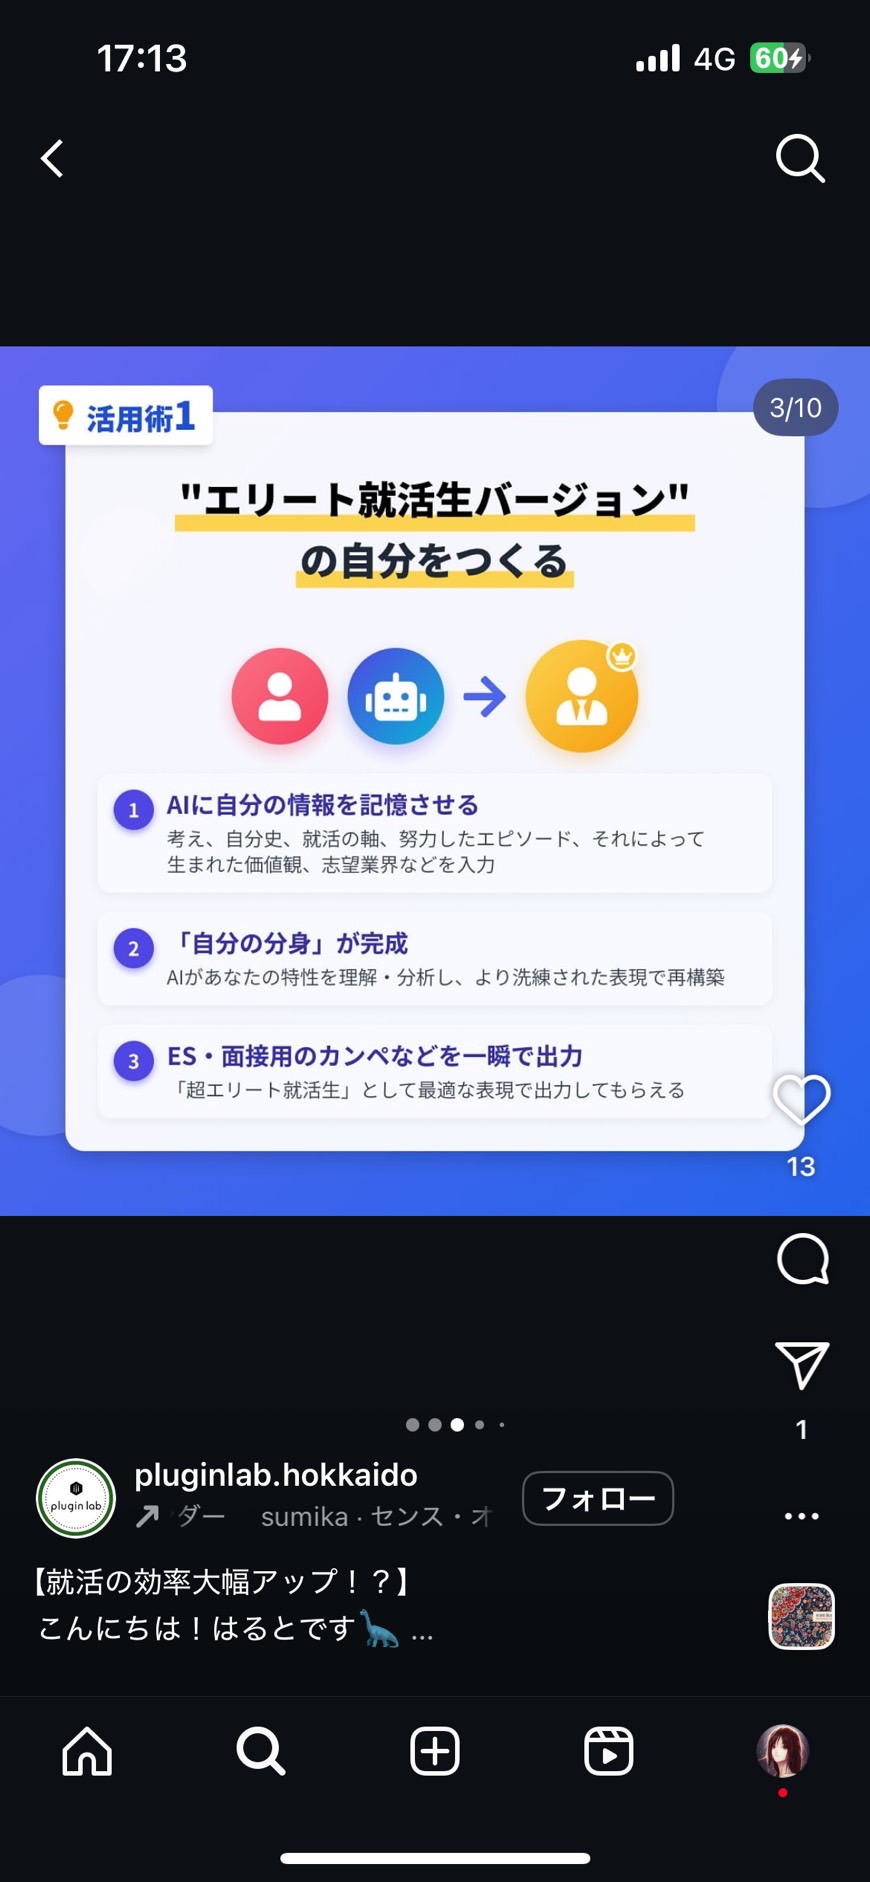 17:13
4G
60
活用術1
3/10
"エリート就活生バージョン"
の自分をつくる
1
AIに自分の情報を記憶させる
考え、自分史、就活の軸、努力したエピソード、それによって
生まれた価値観、志望業界などを入力
2
「自分の分身」が完成
AIがあなたの特性を理解・分析し、より洗練された表現で再構築
3
ES・面接用のカンペなどを一瞬で出力
「超エリート就活生」として最適な表現で出力してもらえる
13
1
plugin lab
pluginlab.hokkaido
ダー sumika · センス・オ
フォロー
【就活の効率大幅アップ！？】
こんにちは！はるとです🦕 ...